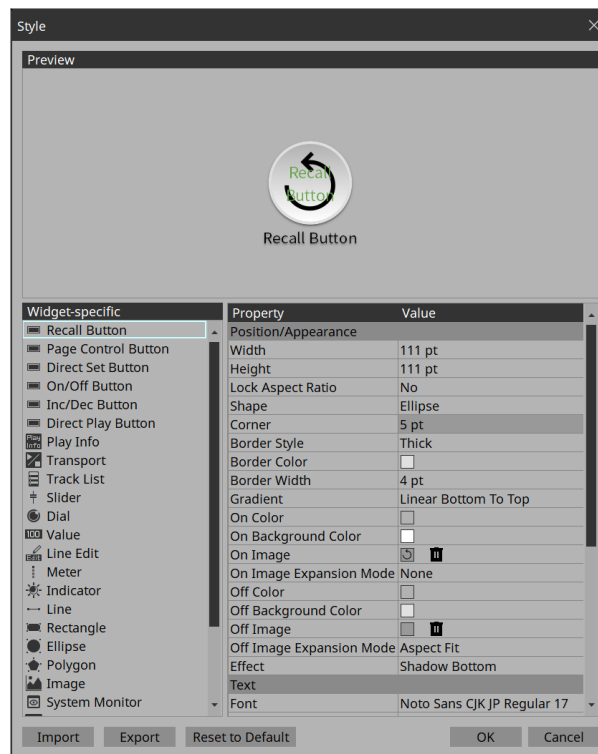 Style
Preview
Recall
Button
Recall Button
Widget-specific
Recall Button
Page Control Button
Direct Set Button
On/Off Button
Inc/Dec Button
Direct Play Button
Play Info
Play Info
Transport
Track List
Slider
Dial
100 Value
Edit Line Edit
Meter
Indicator
Line
Rectangle
Ellipse
Polygon
Image
System Monitor
Property Value
Position/Appearance
Width 111 pt
Height 111 pt
Lock Aspect Ratio No
Shape Ellipse
Corner 5 pt
Border Style Thick
Border Color
Border Width 4 pt
Gradient Linear Bottom To Top
On Color
On Background Color
On Image
On Image Expansion Mode None
Off Color
Off Background Color
Off Image
Off Image Expansion Mode Aspect Fit
Effect Shadow Bottom
Text
Font Noto Sans CJK JP Regular 17
Import Export Reset to Default OK Cancel